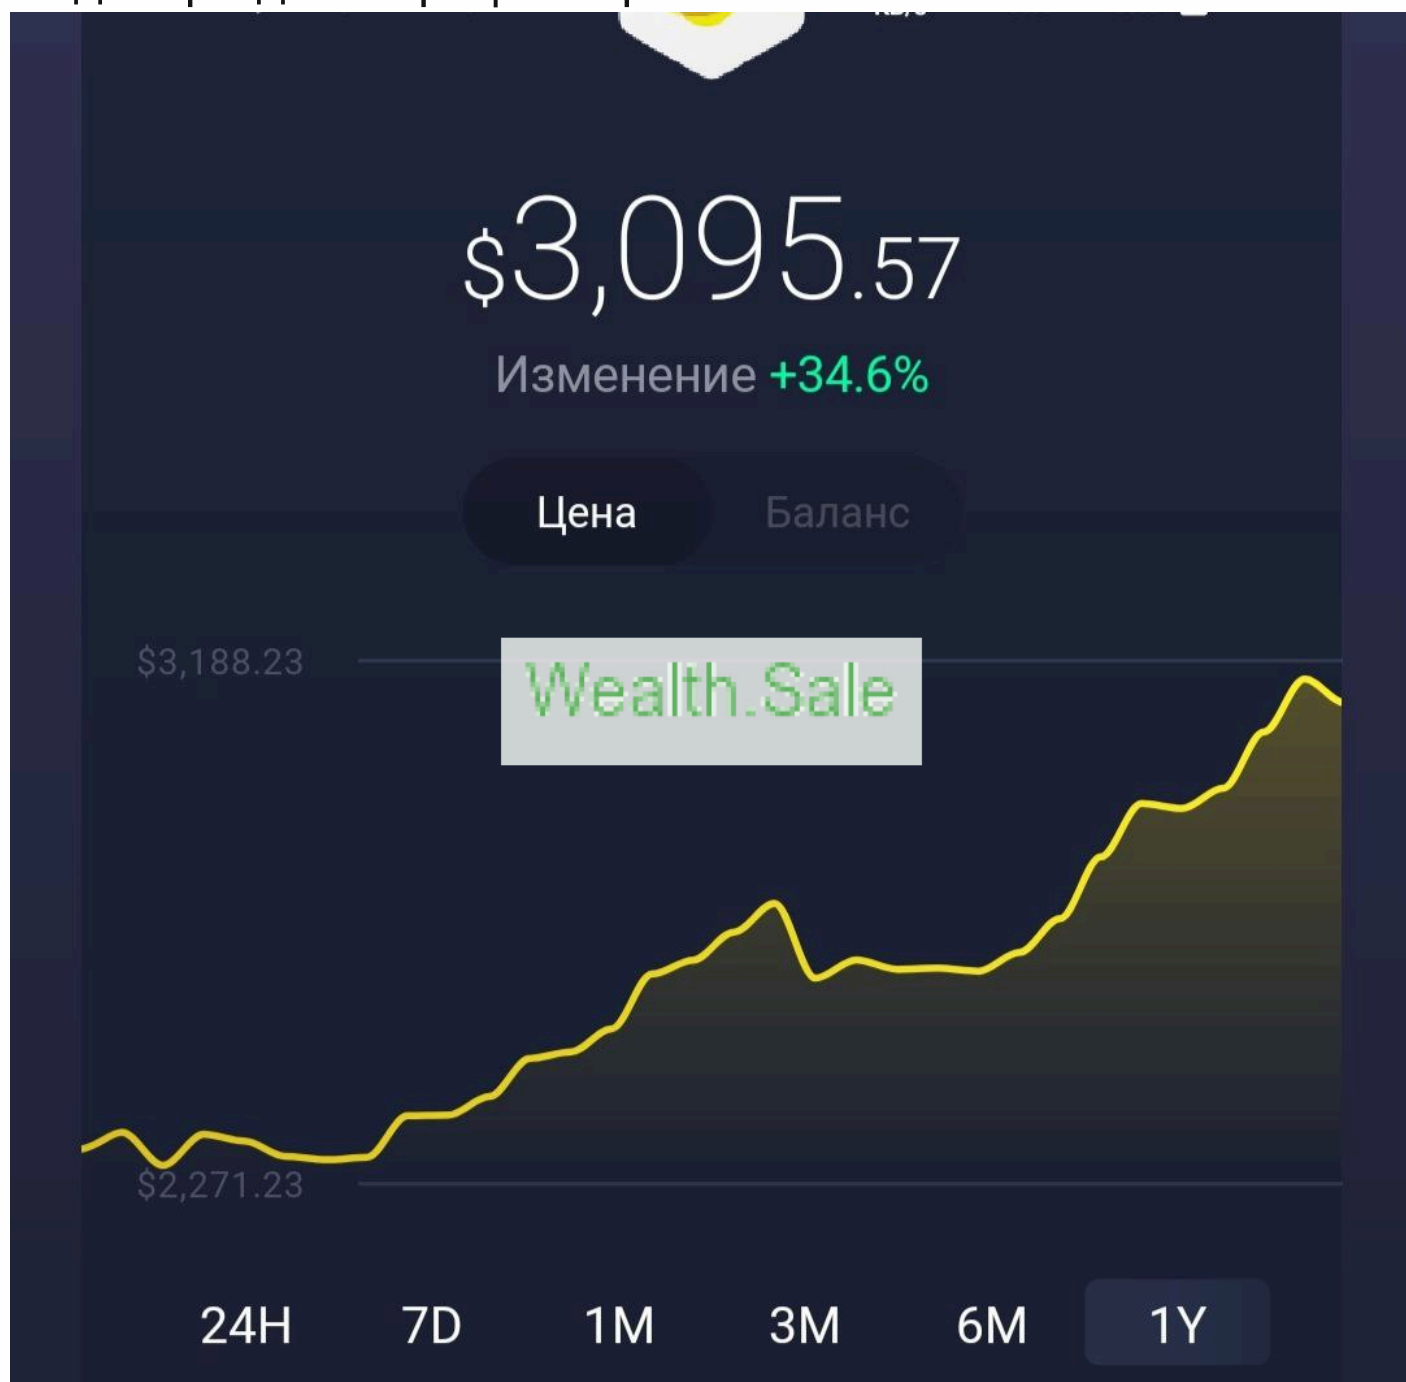 $3,095.57
Изменение +34.6%
Цена Баланс
$3,188.23
Wealth.Sale
$2,271.23
24H 7D 1M 3M 6M 1Y